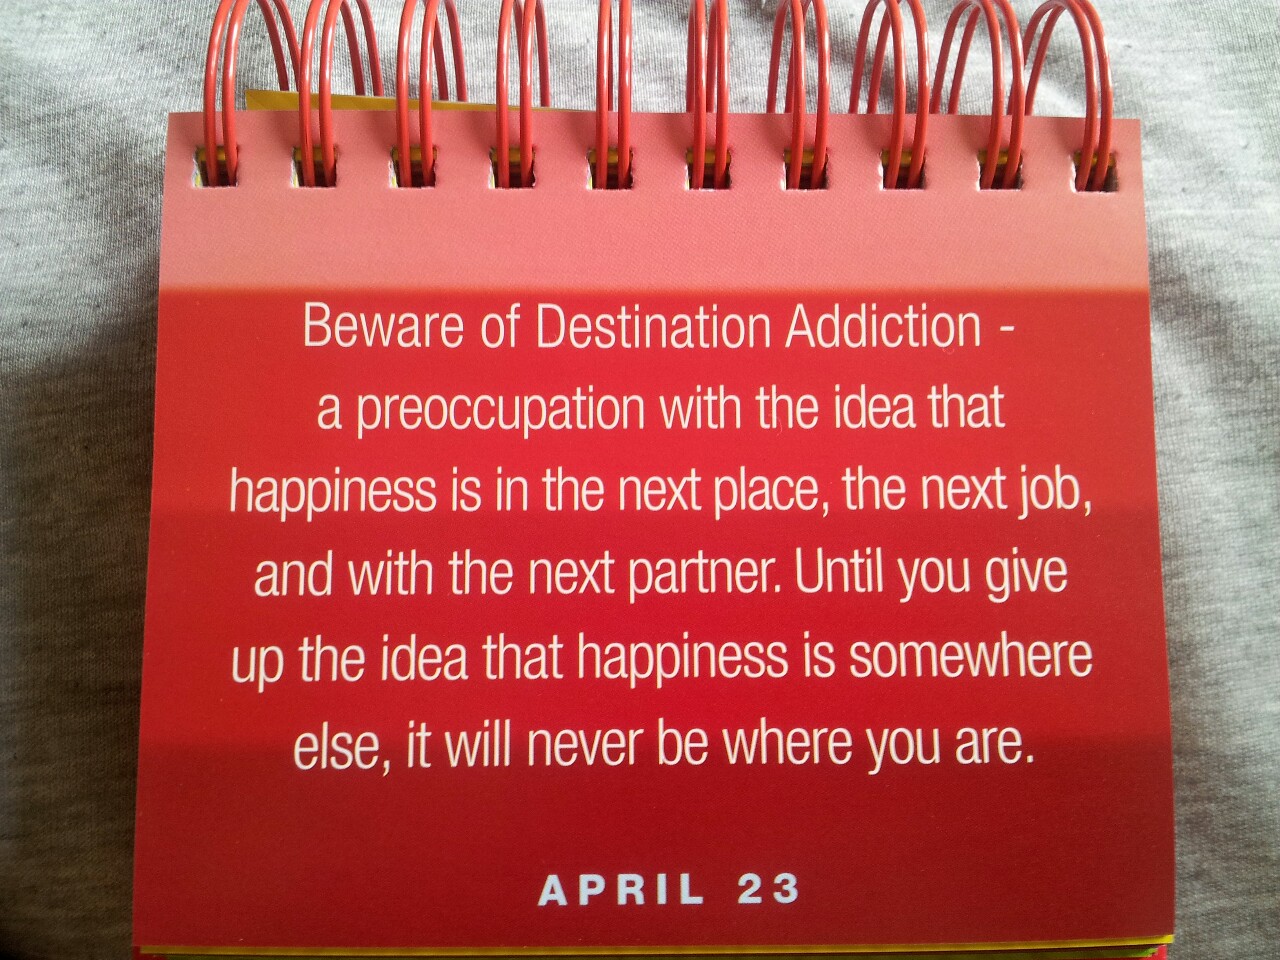 Beware of Destination Addiction -
a preoccupation with the idea that
happiness is in the next place, the next job,
and with the next partner. Until you give
up the idea that happiness is somewhere
else, it will never be where you are.
APRIL 23